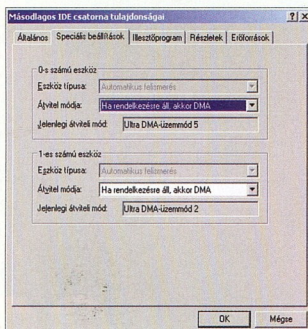 Másodlagos IDE csatorna tulajdonságai
Általános Speciális beállítások Illesztőprogram Részletek Erőforrások
0-s számú eszköz
Eszköz típusa: Automatikus felismerés
Átvitel módja: Ha rendelkezésre áll, akkor DMA
Jelenlegi átviteli mód: Ultra DMA-üzemmód 5
1-es számú eszköz
Eszköz típusa: Automatikus felismerés
Átvitel módja: Ha rendelkezésre áll, akkor DMA
Jelenlegi átviteli mód: Ultra DMA-üzemmód 2
OK Mégse